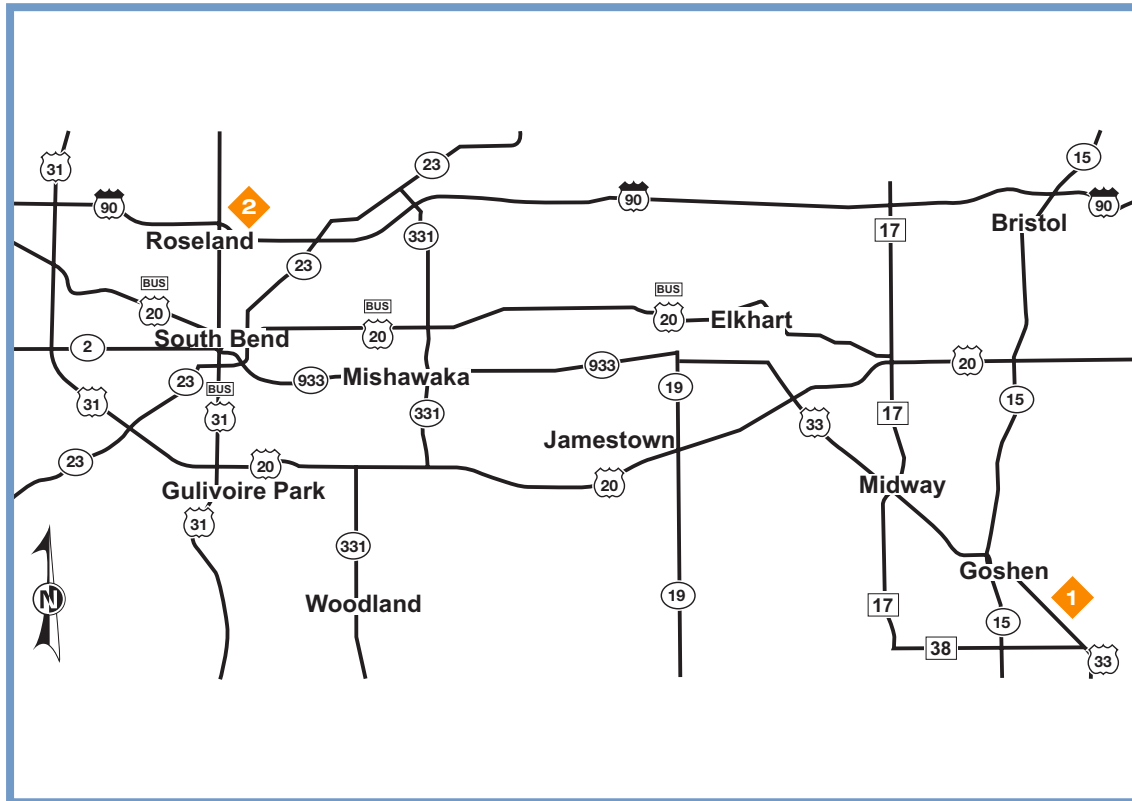 23
15
31
90
90
90
2
Roseland
331
17
Bristol
23
BUS
20
BUS
20
BUS
20
Elkhart
South Bend
2
20
933
Mishawaka
933
23
BUS
31
31
19
15
331
17
33
Jamestown
23
20
20
Gulivoire Park
Midway
31
331
Goshen
N
Woodland
19
17
1
15
38
33